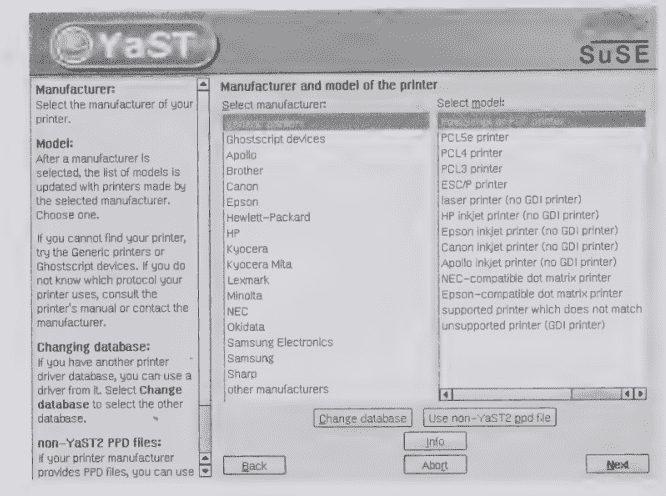 YaST
SuSE
Manufacturer:
Select the manufacturer of your
printer.
Model:
After a manufacturer is
selected, the list of models is
updated with printers made by
the selected manufacturer.
Choose one.
If you cannot find your printer,
try the Generic printers or
Ghostscript devices. If you do
not know which protocol your
printer uses, consult the
printer's manual or contact the
manufacturer.
Changing database:
If you have another printer
driver database, you can use a
driver from it. Select Change
database to select the other
database.
non-YaST2 PPD files:
If your printer manufacturer
provides PPD files, you can use
Manufacturer and model of the printer
Select manufacturer:
Generic printers
Ghostscript devices
Apollo
Brother
Canon
Epson
Hewlett-Packard
HP
Kyocera
Kyocera Mita
Lexmark
Minolta
NEC
Okidata
Samsung Electronics
Samsung
Sharp
other manufacturers
Select model:
printer
PCL5e printer
PCL4 printer
PCL3 printer
ESC/P printer
laser printer (no GDI printer)
HP inkjet printer (no GDI printer)
Epson inkjet printer (no GDI printer)
Canon inkjet printer (no GDI printer)
Apollo inkjet printer (no GDI printer)
NEC-compatible dot matrix printer
Epson-compatible dot matrix printer
supported printer which does not match
unsupported printer (GDI printer)
Change database
Use non-YaST2 ppd file
Info
Back
Abort
Next